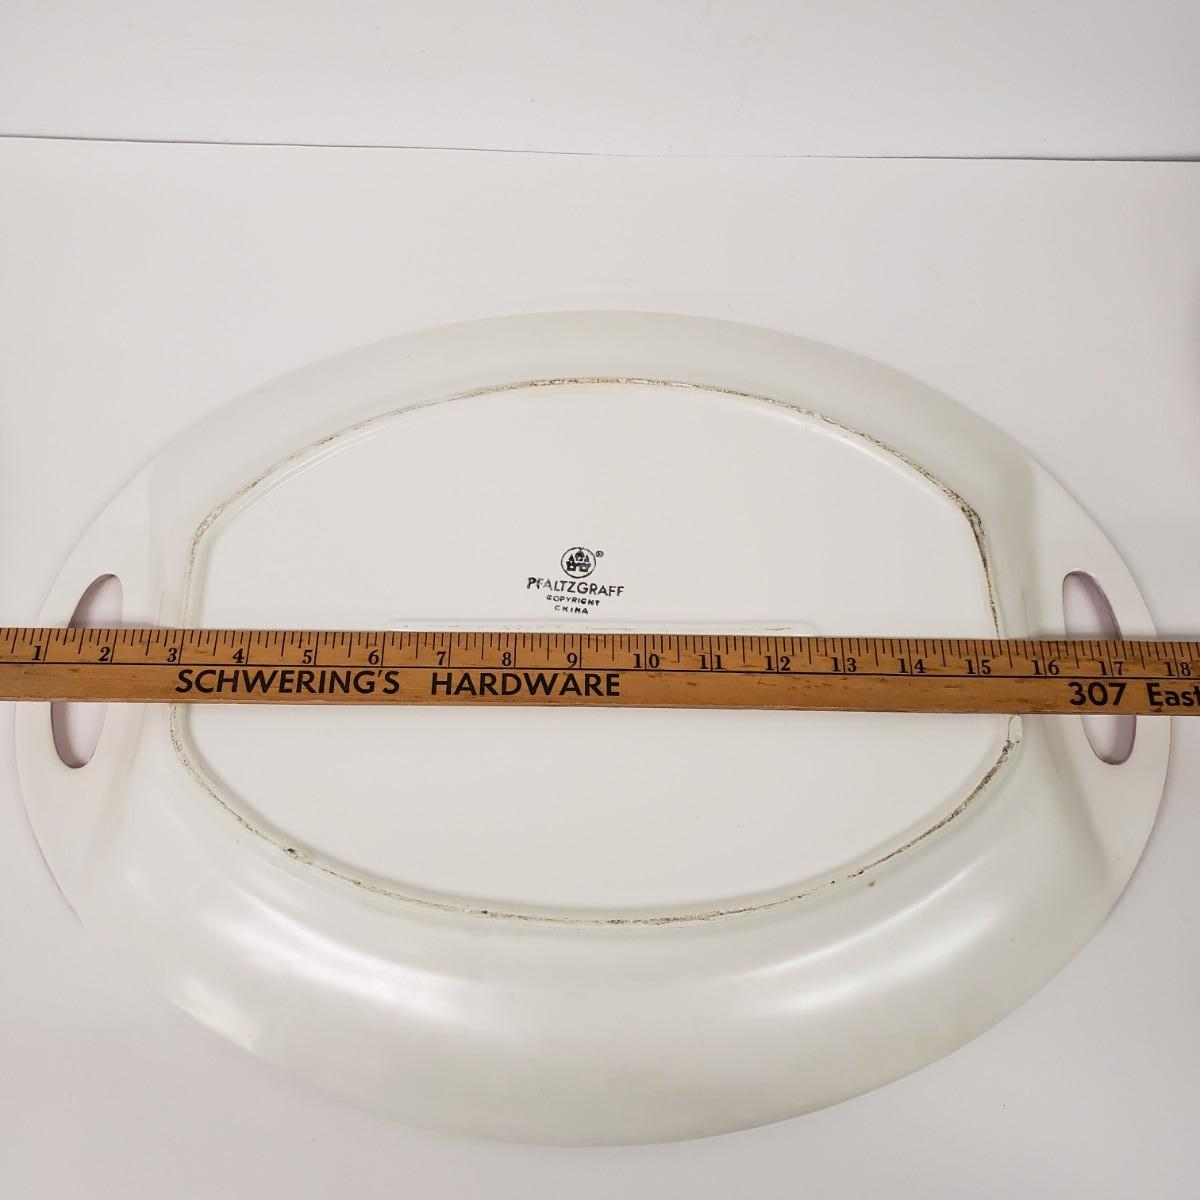 ®
PFALTZGRAFF
COPYRIGHT
CHINA
1 2 3 4 5 6 7 8 9 10 11 12 13 14 15 16 17 18
SCHWERING'S HARDWARE 307 East